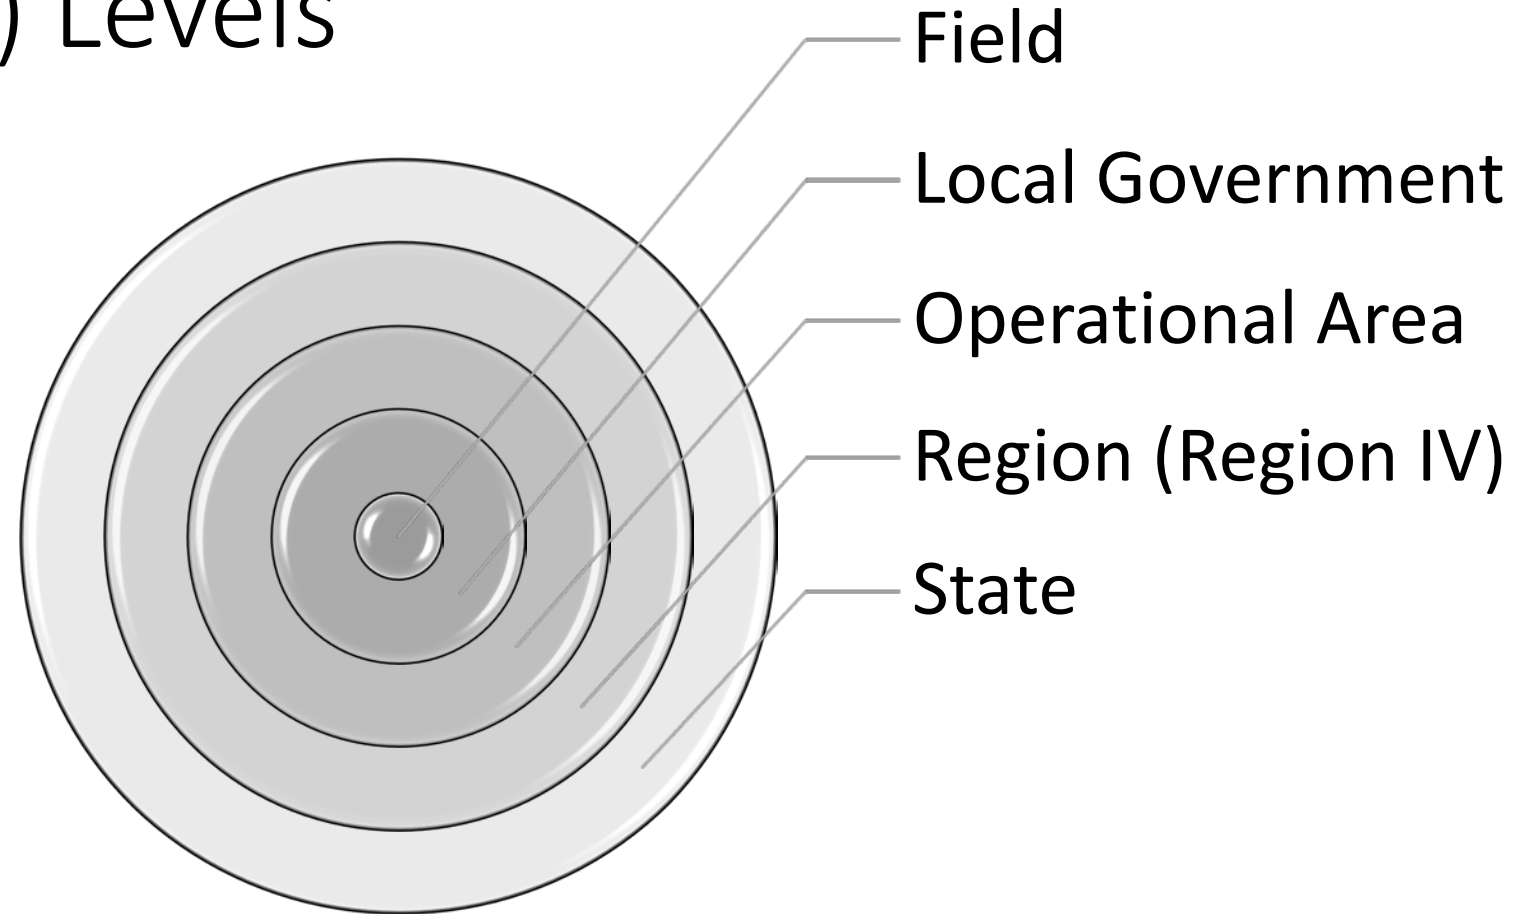 ) Levels
Field
Local Government
Operational Area
Region (Region IV)
State